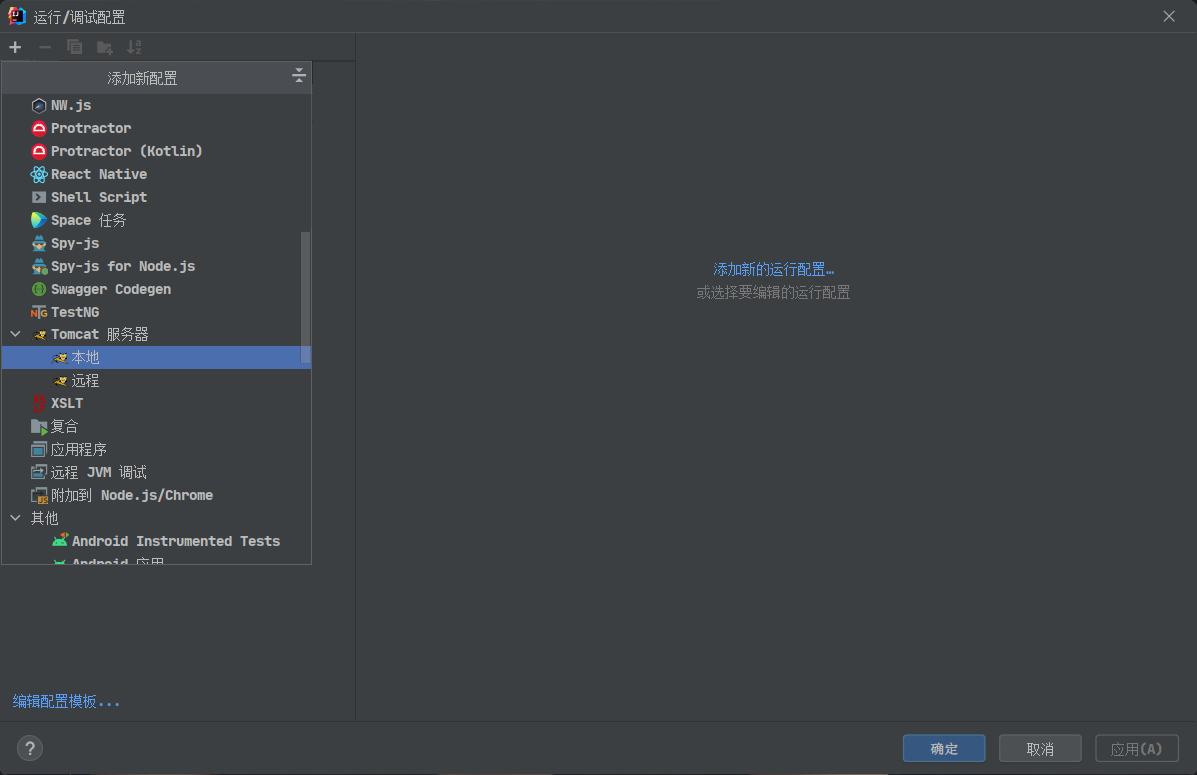 运行/调试配置
添加新配置
NW.js
Protractor
Protractor (Kotlin)
React Native
Shell Script
Space 任务
Spy-js
Spy-js for Node.js
Swagger Codegen
TestNG
Tomcat 服务器
本地
远程
XSLT
复合
应用程序
远程 JVM 调试
附加到 Node.js/Chrome
其他
Android Instrumented Tests
Android 应用
添加新的运行配置…
或选择要编辑的运行配置
编辑配置模板...
?
确定
取消
应用(A)